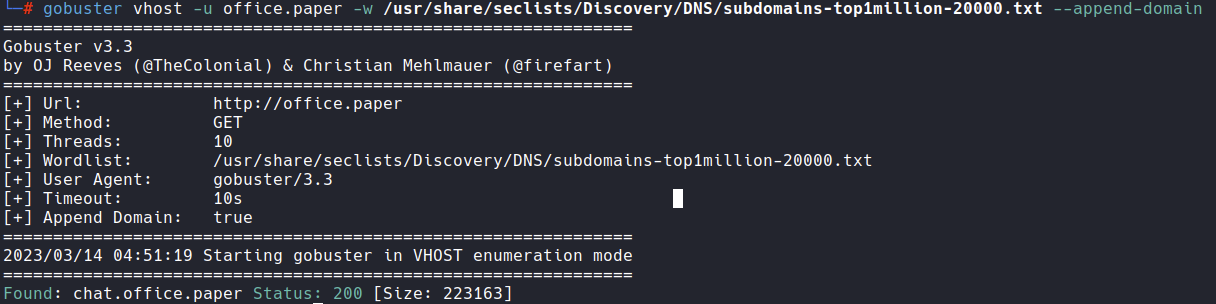 └─# gobuster vhost -u office.paper -w /usr/share/seclists/Discovery/DNS/subdomains-top1million-20000.txt --append-domain
===============================================================
Gobuster v3.3
by OJ Reeves (@TheColonial) & Christian Mehlmauer (@firefart)
===============================================================
[+] Url:             http://office.paper
[+] Method:          GET
[+] Threads:         10
[+] Wordlist:        /usr/share/seclists/Discovery/DNS/subdomains-top1million-20000.txt
[+] User Agent:      gobuster/3.3
[+] Timeout:         10s
[+] Append Domain:   true
===============================================================
2023/03/14 04:51:19 Starting gobuster in VHOST enumeration mode
===============================================================
Found: chat.office.paper Status: 200 [Size: 223163]